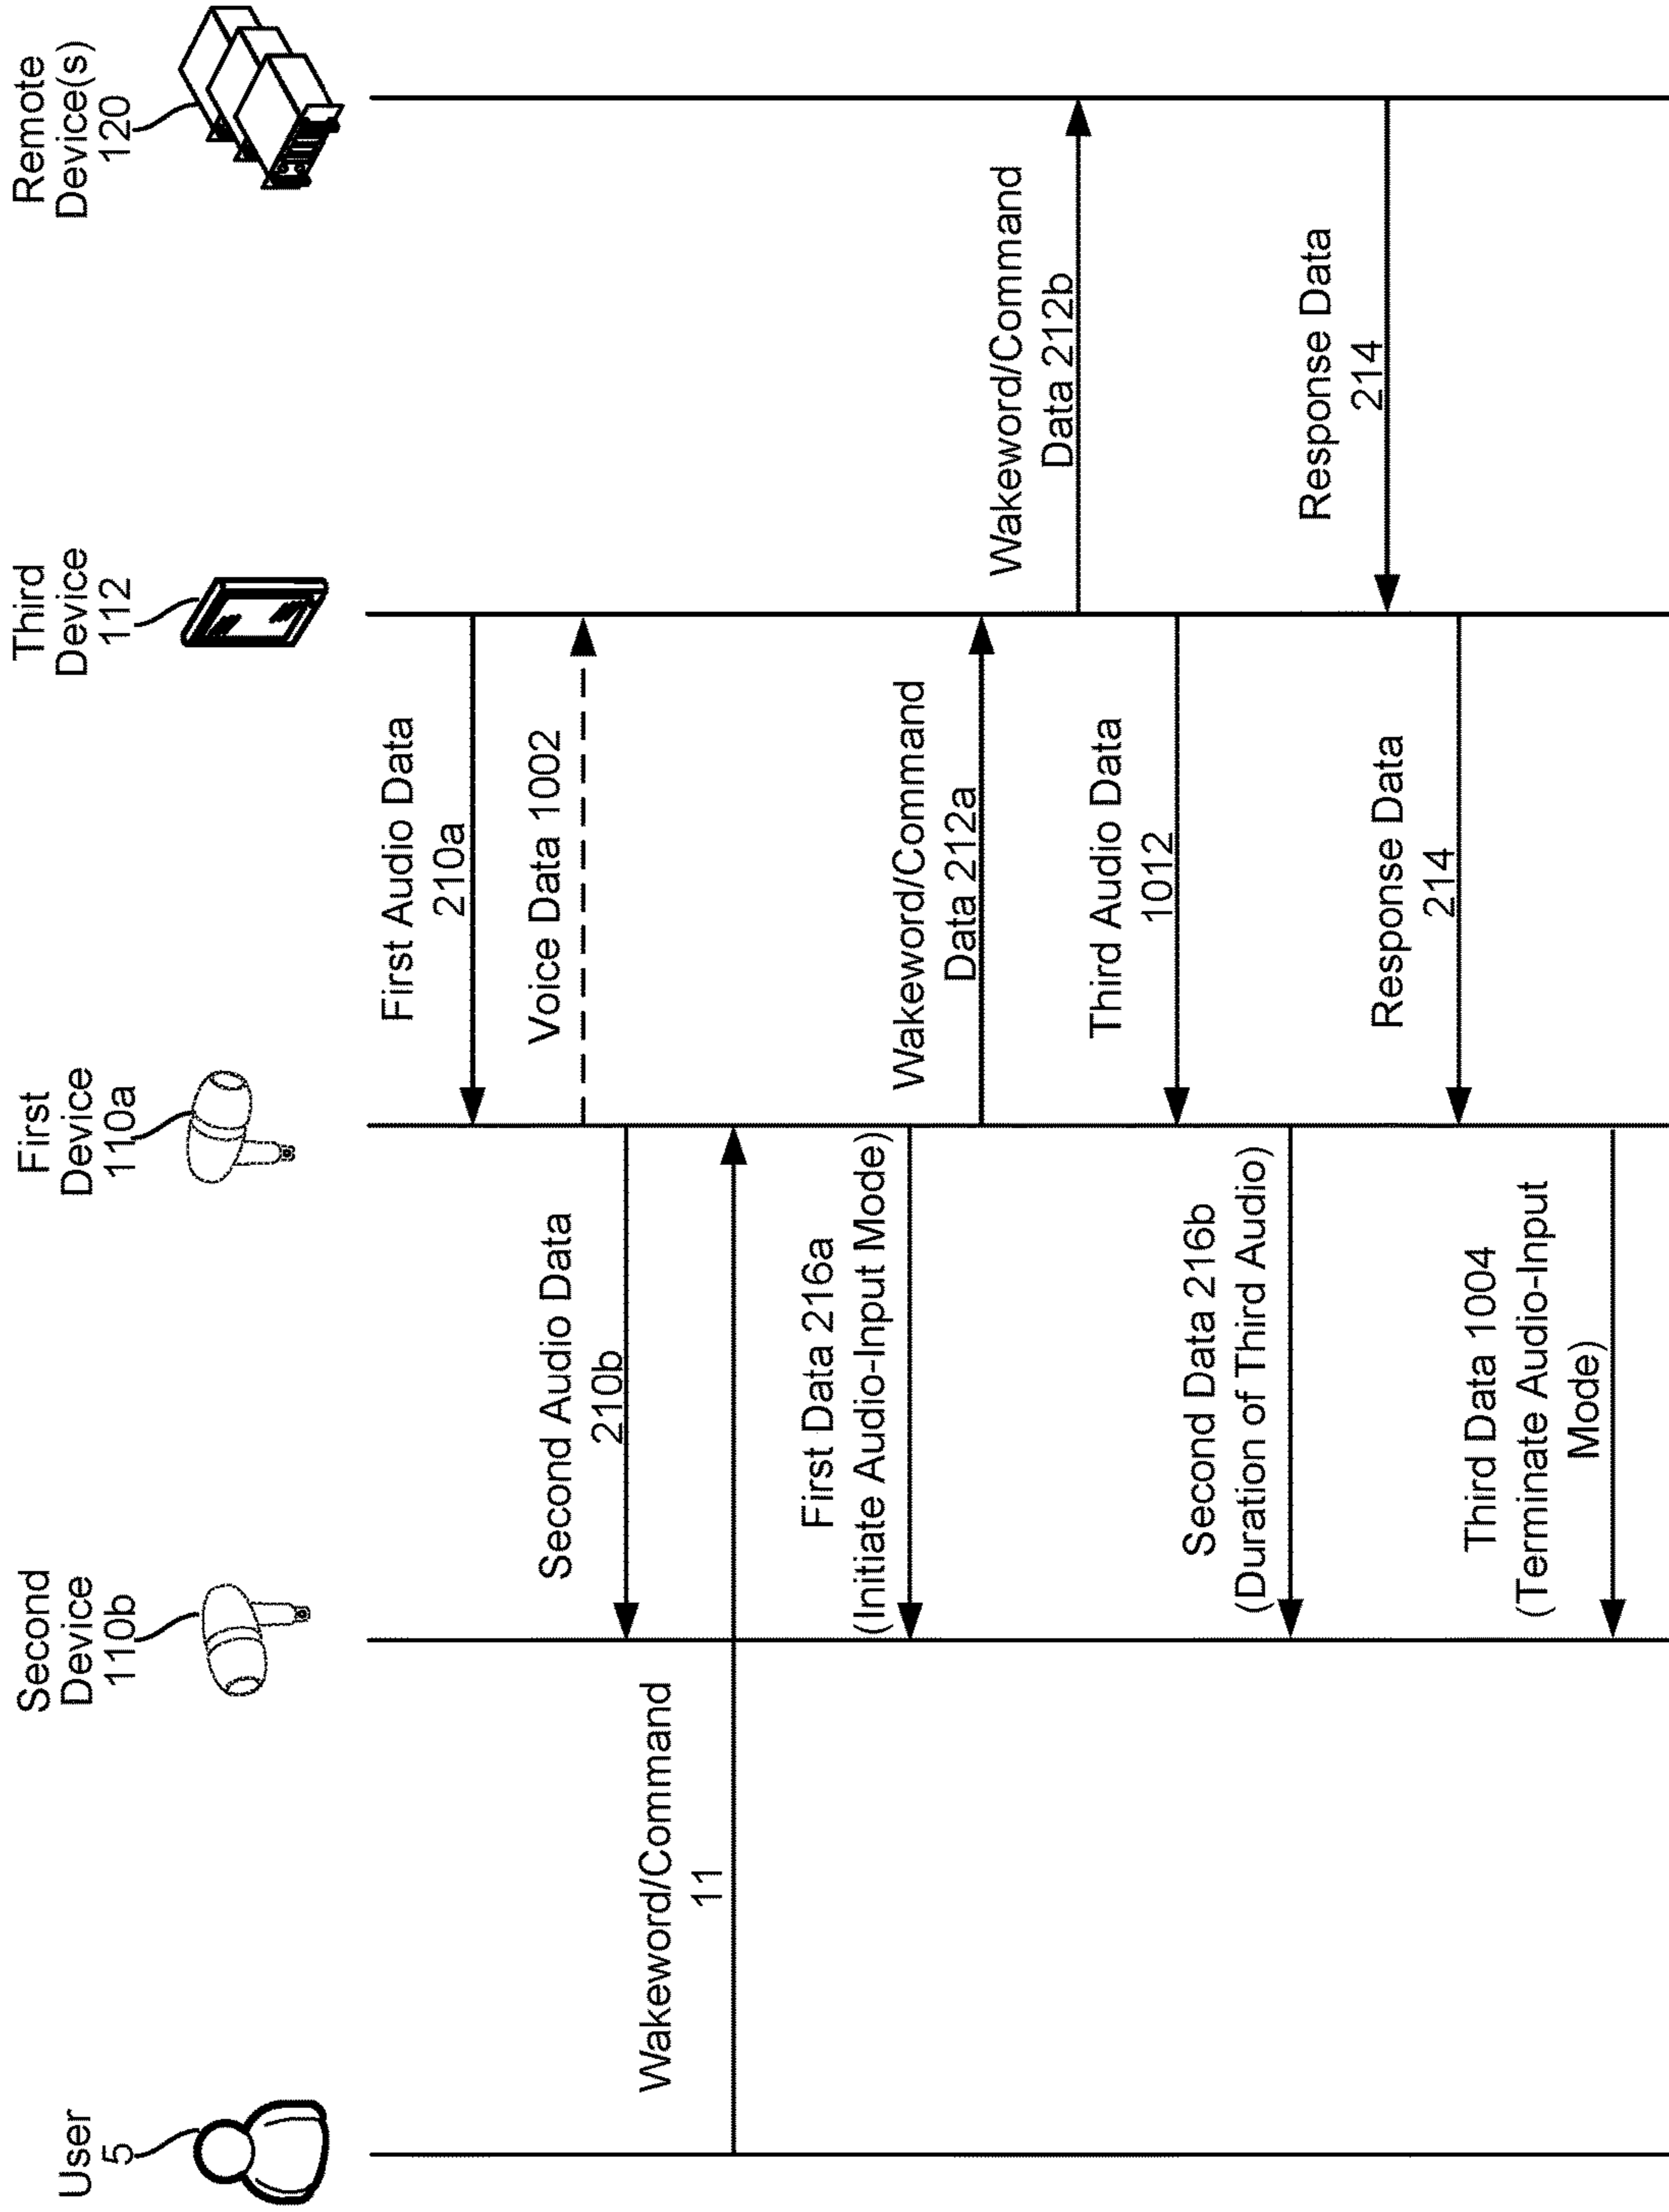 User
5
Second
Device
110b
First
Device
110a
Third
Device
112
Remote
Device(s)
120
First Audio Data
210a
Voice Data 1002
Second Audio Data
210b
Wakeword/Command
11
First Data 216a
(Initiate Audio-Input Mode)
Wakeword/Command
Data 212a
Wakeword/Command
Data 212b
Third Audio Data
1012
Second Data 216b
(Duration of Third Audio)
Response Data
214
Response Data
214
Third Data 1004
(Terminate Audio-Input
Mode)